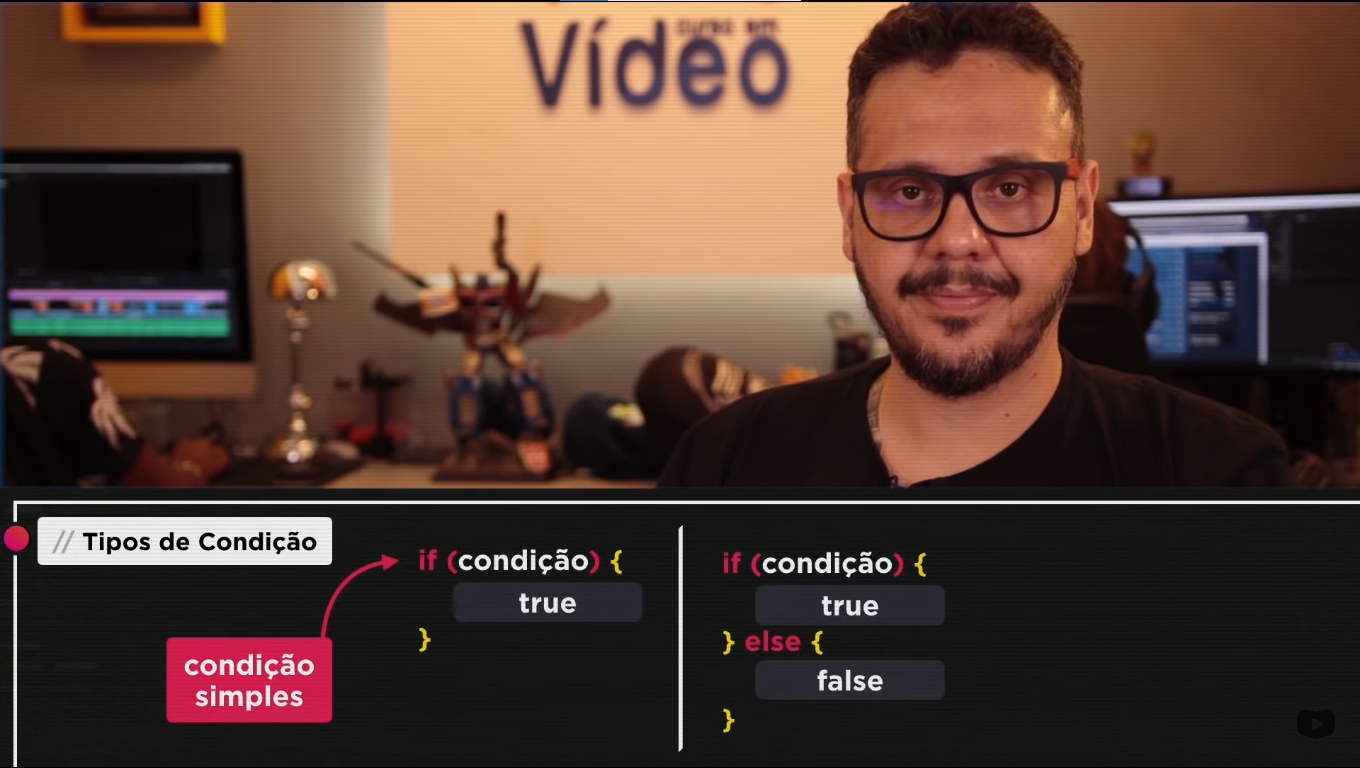 curso em
Vídeo
// Tipos de Condição
if (condição) {
true
}
condição
simples
if (condição) {
true
} else {
false
}